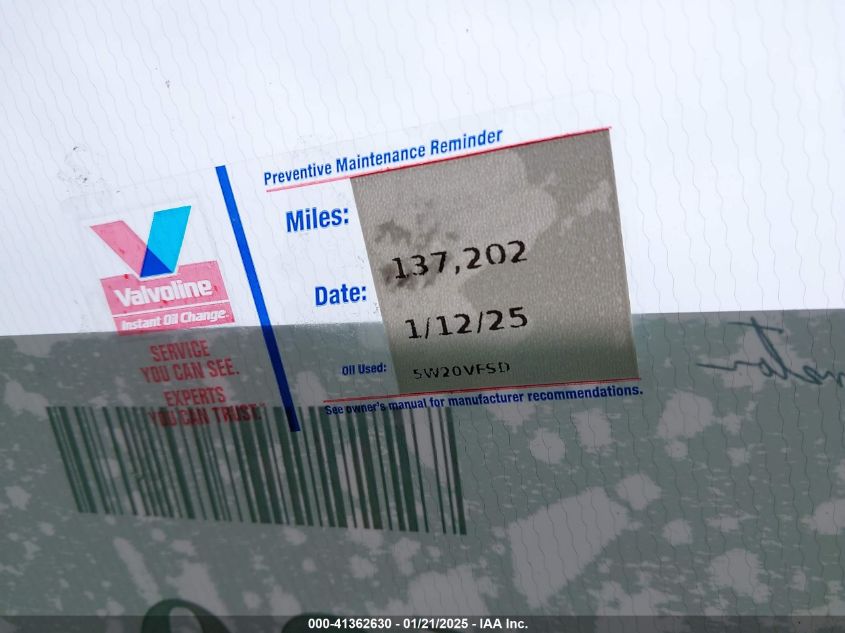 Preventive Maintenance Reminder
Miles:
137,202
Date:
1/12/25
Oil Used:
5W20VFSD
See owner's manual for manufacturer recommendations.
Valvoline
Instant Oil Change.
SERVICE
YOU CAN SEE.
EXPERTS
YOU CAN TRUST.
000-41362630 - 01/21/2025 - IAA Inc.